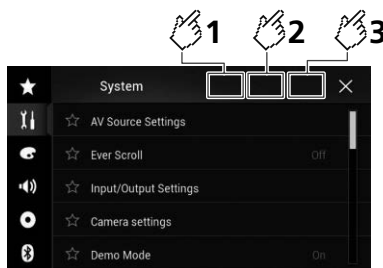 1 2 3
System
AV Source Settings
Ever Scroll Off
Input/Output Settings
Camera settings
Demo Mode On